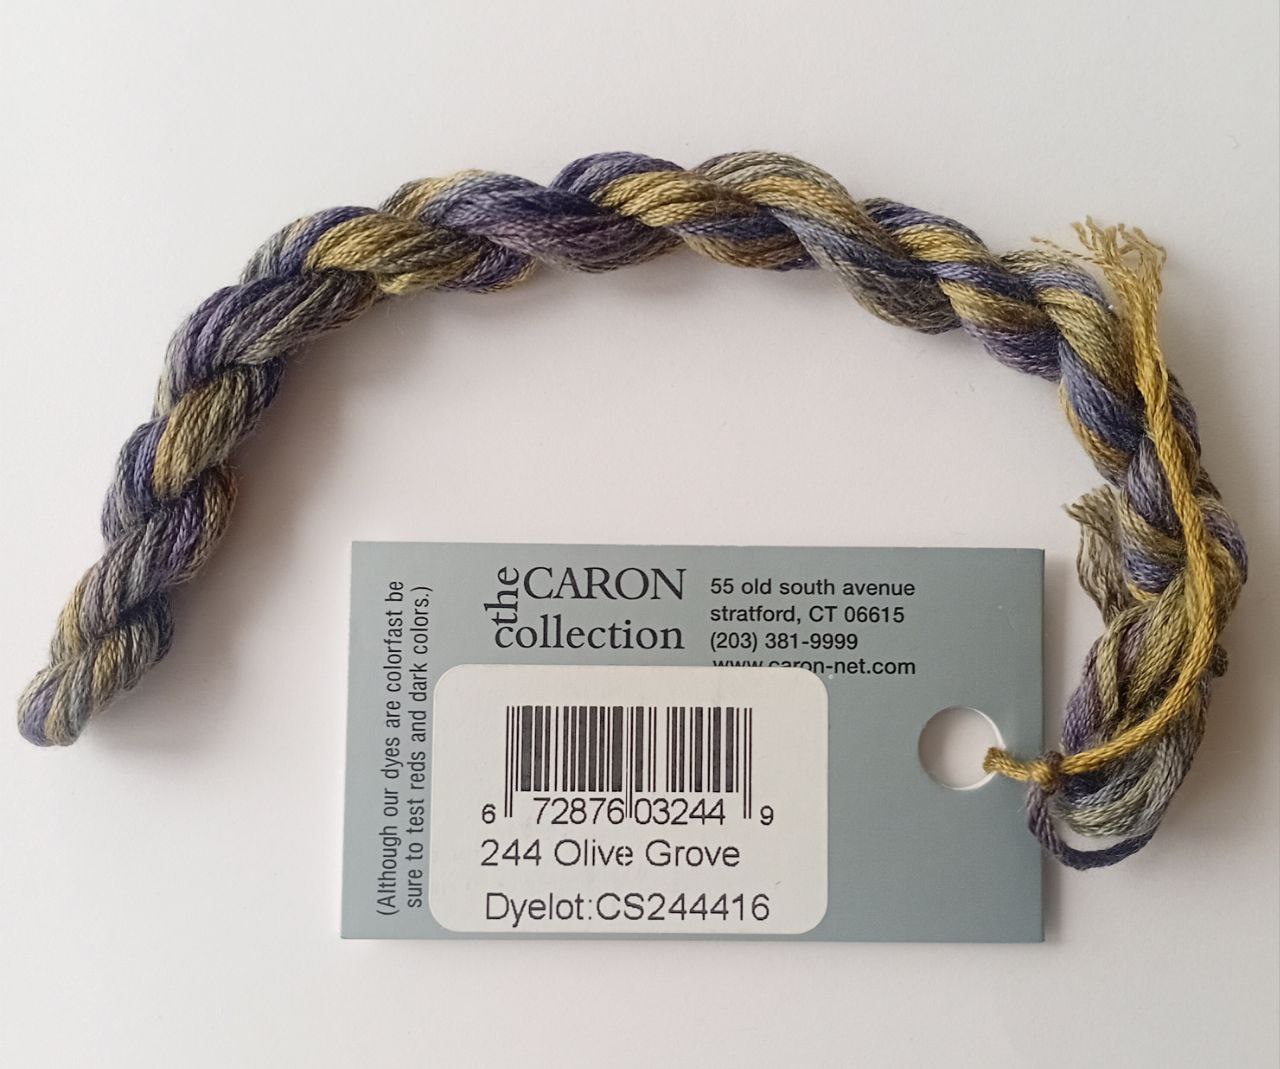 (Although our dyes are colorfast be
sure to test reds and dark colors.)
the CARON
collection
55 old south avenue
stratford, CT 06615
(203) 381-9999
www.caron-net.com
6 72876 03244 9
244 Olive Grove
Dyelot:CS244416